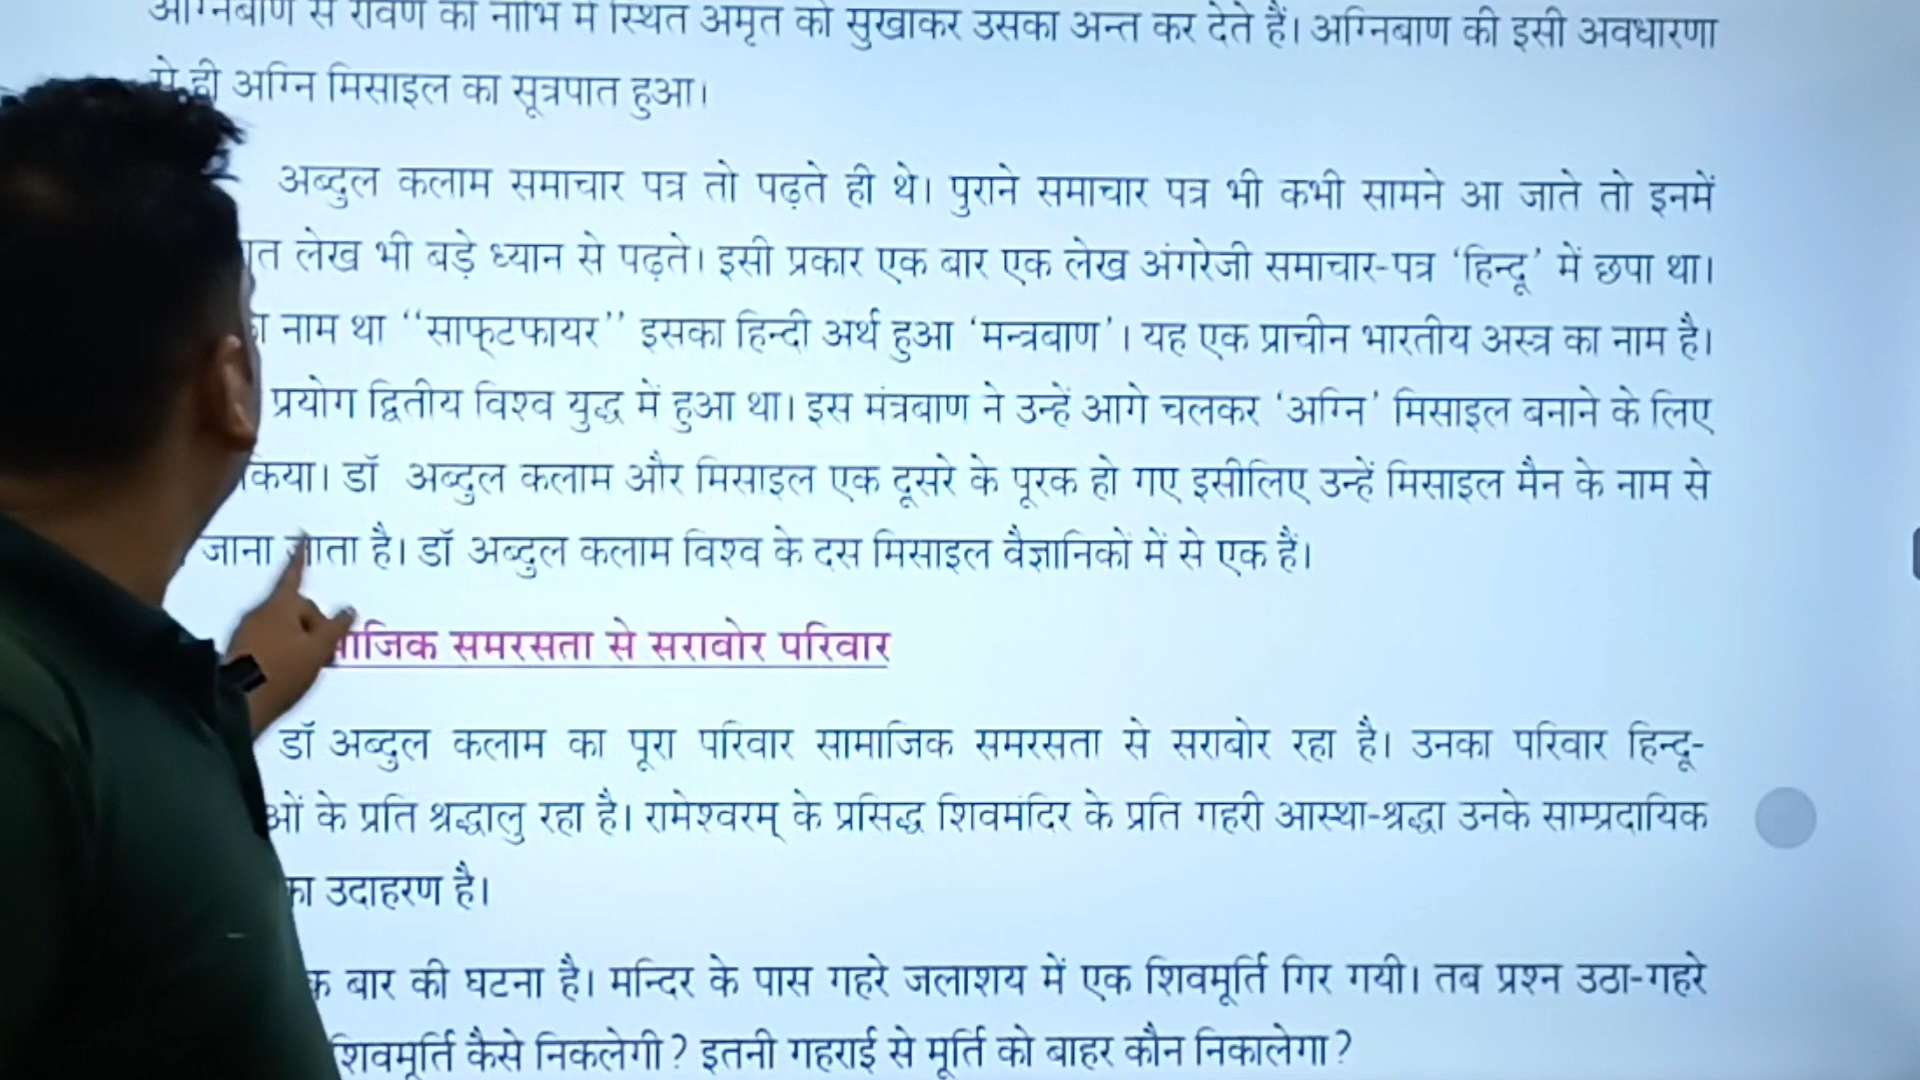 अग्निबाण से रावण की नाभि में स्थित अमृत को सुखाकर उसका अन्त कर देते हैं। अग्निबाण की इसी अवधारणा
से ही अग्नि मिसाइल का सूत्रपात हुआ।
अब्दुल कलाम समाचार पत्र तो पढ़ते ही थे। पुराने समाचार पत्र भी कभी सामने आ जाते तो इनमें
लेख भी बड़े ध्यान से पढ़ते। इसी प्रकार एक बार एक लेख अंगरेजी समाचार-पत्र ‘हिन्दू’ में छपा था।
नाम था ‘‘साफ्टफायर’’ इसका हिन्दी अर्थ हुआ ‘मन्त्रबाण’। यह एक प्राचीन भारतीय अस्त्र का नाम है।
प्रयोग द्वितीय विश्व युद्ध में हुआ था। इस मंत्रबाण ने उन्हें आगे चलकर ‘अग्नि’ मिसाइल बनाने के लिए
किया। डॉ अब्दुल कलाम और मिसाइल एक दूसरे के पूरक हो गए इसीलिए उन्हें मिसाइल मैन के नाम से
जाना जाता है। डॉ अब्दुल कलाम विश्व के दस मिसाइल वैज्ञानिकों में से एक हैं।
माजिक समरसता से सराबोर परिवार
डॉ अब्दुल कलाम का पूरा परिवार सामाजिक समरसता से सराबोर रहा है। उनका परिवार हिन्दू-
ओं के प्रति श्रद्धालु रहा है। रामेश्वरम् के प्रसिद्ध शिवमंदिर के प्रति गहरी आस्था-श्रद्धा उनके साम्प्रदायिक
का उदाहरण है।
क बार की घटना है। मन्दिर के पास गहरे जलाशय में एक शिवमूर्ति गिर गयी। तब प्रश्न उठा-गहरे
शिवमूर्ति कैसे निकलेगी? इतनी गहराई से मूर्ति को बाहर कौन निकालेगा?